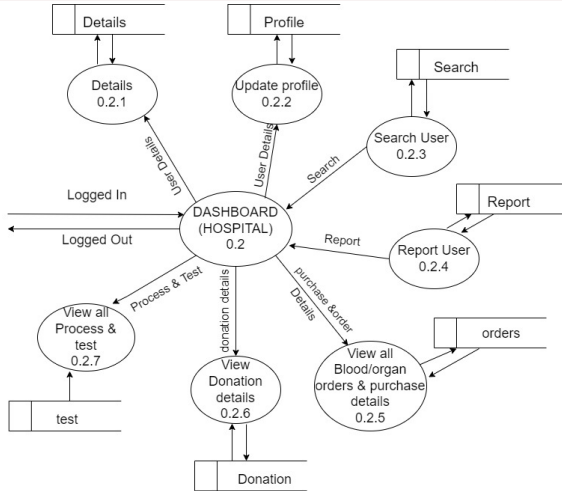 Details
Profile
Search
Details
0.2.1
Update profile
0.2.2
Search User
0.2.3
User Details
User Details
Search
Logged In
Logged Out
DASHBOARD
(HOSPITAL)
0.2
Report
Report User
0.2.4
Report
Process & Test
donation details
purchase &order
Details
View all
Process &
test
0.2.7
View
Donation
details
0.2.6
View all
Blood/organ
orders & purchase
details
0.2.5
orders
test
Donation